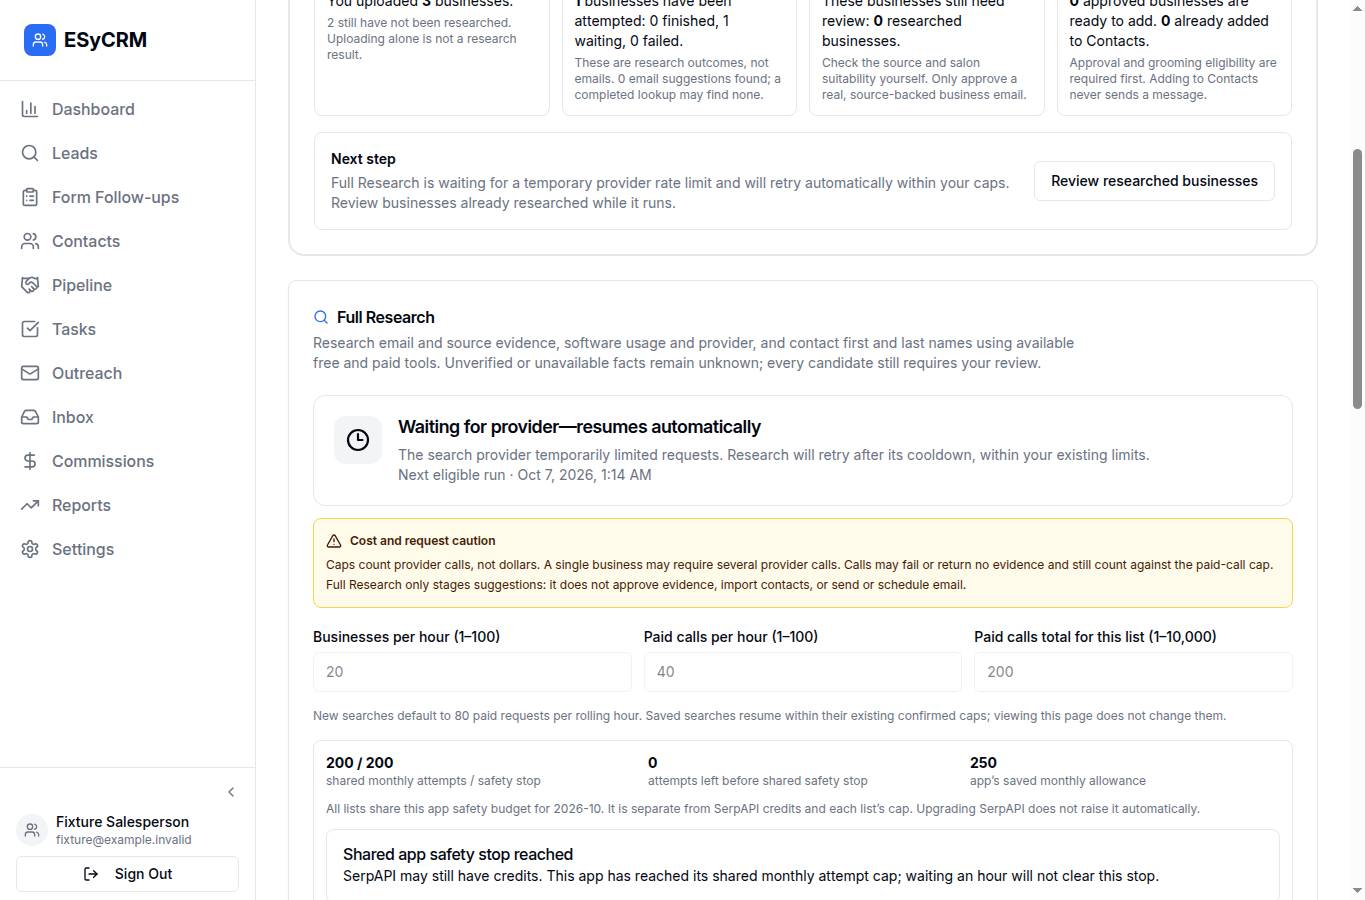 ESyCRM
Dashboard
Leads
Form Follow-ups
Contacts
Pipeline
Tasks
Outreach
Inbox
Commissions
Reports
Settings
Fixture Salesperson
fixture@example.invalid
Sign Out
You uploaded 3 businesses.
2 still have not been researched.
Uploading alone is not a research
result.
1 businesses have been
attempted: 0 finished, 1
waiting, 0 failed.
These are research outcomes, not
emails. 0 email suggestions found; a
completed lookup may find none.
These businesses still need
review: 0 researched
businesses.
Check the source and salon
suitability yourself. Only approve a
real, source-backed business email.
0 approved businesses are
ready to add. 0 already added
to Contacts.
Approval and grooming eligibility are
required first. Adding to Contacts
never sends a message.
Next step
Full Research is waiting for a temporary provider rate limit and will retry automatically within your caps.
Review businesses already researched while it runs.
Review researched businesses
Full Research
Research email and source evidence, software usage and provider, and contact first and last names using available
free and paid tools. Unverified or unavailable facts remain unknown; every candidate still requires your review.
Waiting for provider—resumes automatically
The search provider temporarily limited requests. Research will retry after its cooldown, within your existing limits.
Next eligible run · Oct 7, 2026, 1:14 AM
Cost and request caution
Caps count provider calls, not dollars. A single business may require several provider calls. Calls may fail or return no evidence and still count against the paid-call cap.
Full Research only stages suggestions: it does not approve evidence, import contacts, or send or schedule email.
Businesses per hour (1–100)
20
Paid calls per hour (1–100)
40
Paid calls total for this list (1–10,000)
200
New searches default to 80 paid requests per rolling hour. Saved searches resume within their existing confirmed caps; viewing this page does not change them.
200 / 200
shared monthly attempts / safety stop
0
attempts left before shared safety stop
250
app's saved monthly allowance
All lists share this app safety budget for 2026-10. It is separate from SerpAPI credits and each list's cap. Upgrading SerpAPI does not raise it automatically.
Shared app safety stop reached
SerpAPI may still have credits. This app has reached its shared monthly attempt cap; waiting an hour will not clear this stop.